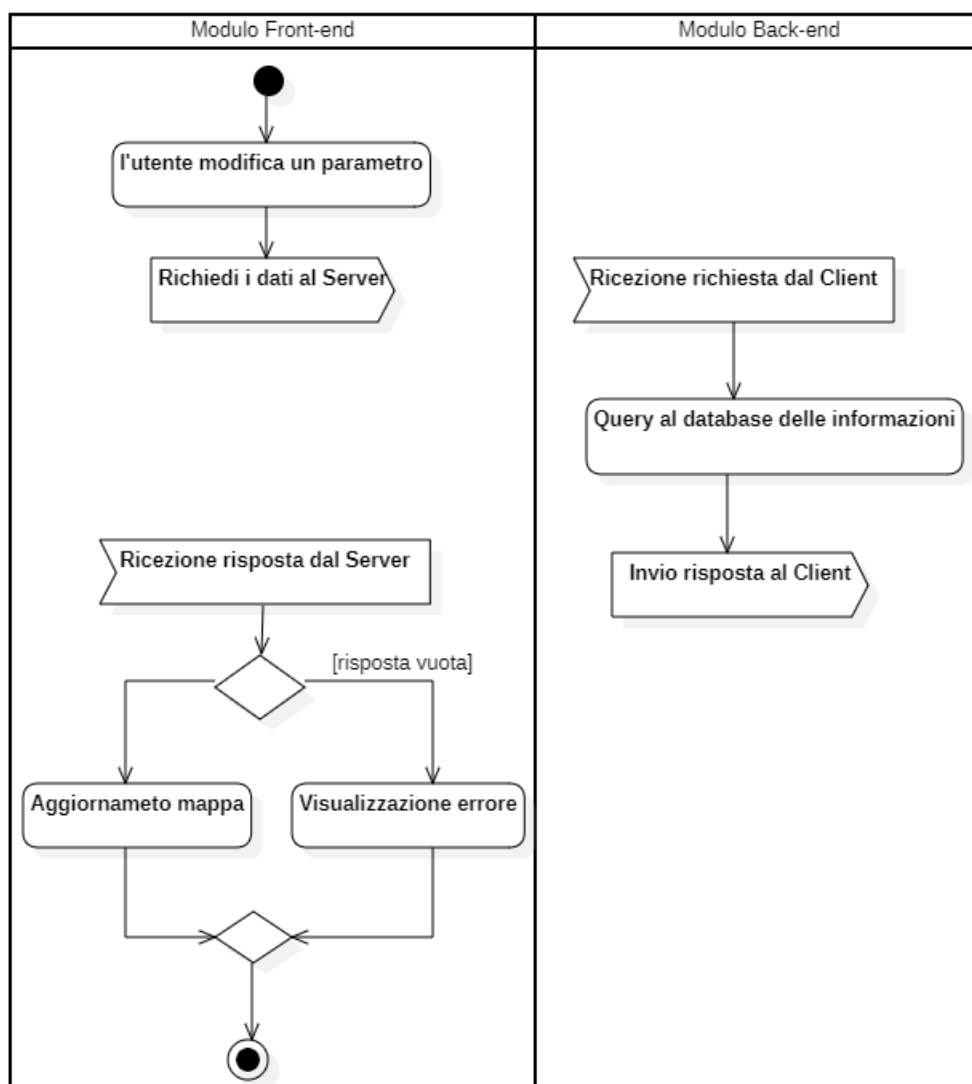 Modulo Front-end
Modulo Back-end
l'utente modifica un parametro
Richiedi i dati al Server
Ricezione richiesta dal Client
Query al database delle informazioni
Ricezione risposta dal Server
Invio risposta al Client
[risposta vuota]
Aggiornameto mappa
Visualizzazione errore